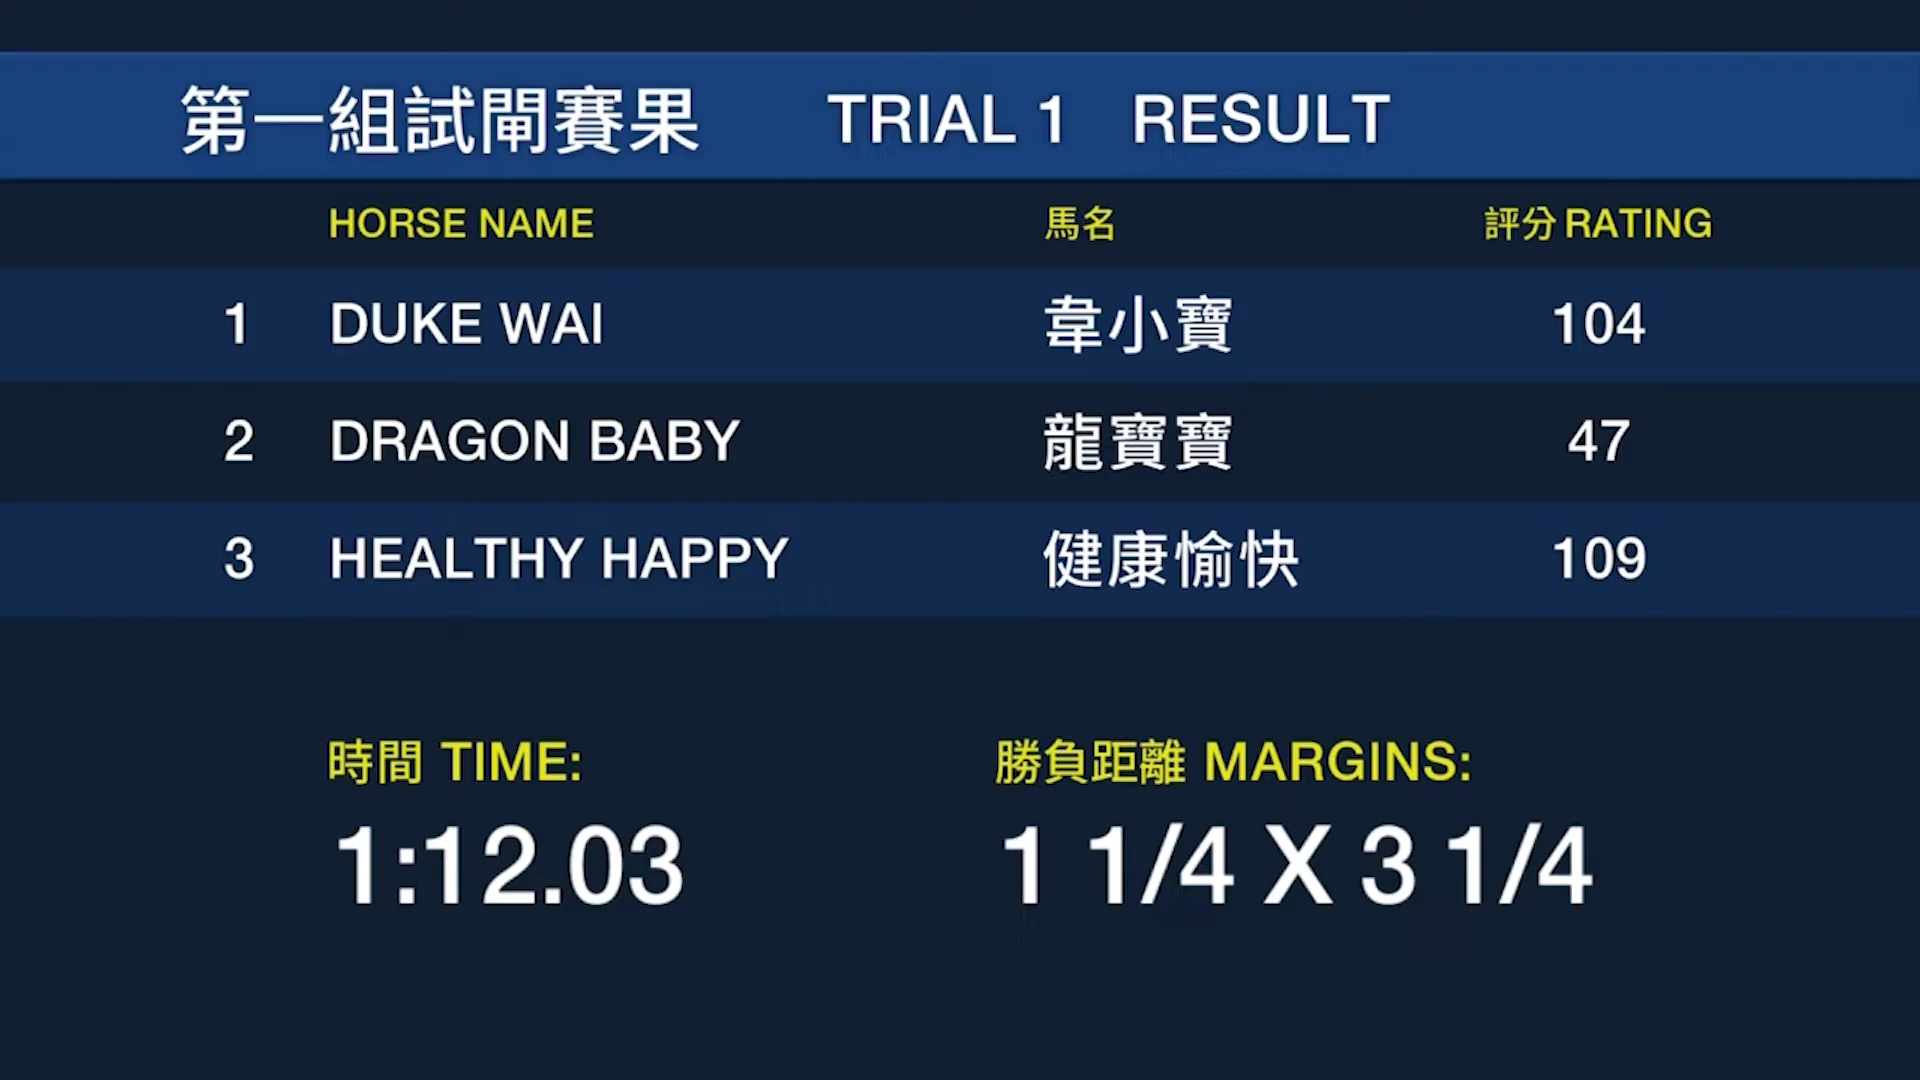 第一組試閘賽果 TRIAL 1 RESULT
HORSE NAME 馬名 評分 RATING
1 DUKE WAI 韋小寶 104
2 DRAGON BABY 龍寶寶 47
3 HEALTHY HAPPY 健康愉快 109
時間 TIME: 勝負距離 MARGINS:
1:12.03 1 1/4 X 3 1/4